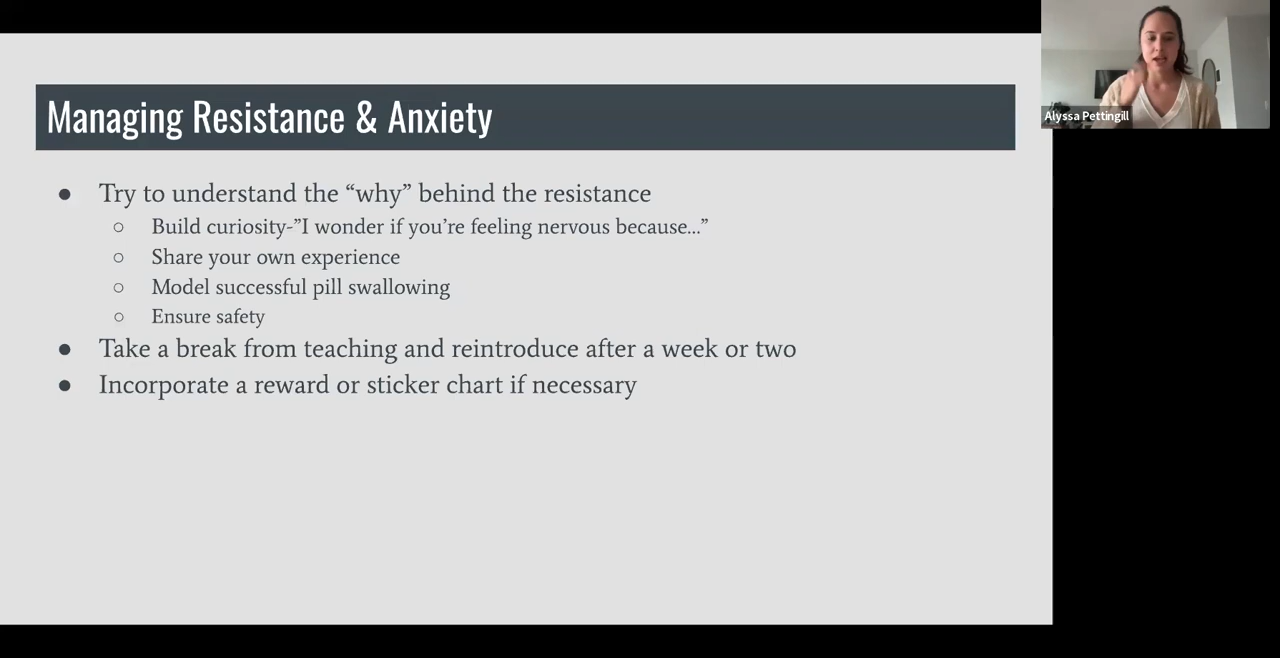 Managing Resistance & Anxiety
Alyssa Pettingill
● Try to understand the “why” behind the resistance
○ Build curiosity-”I wonder if you’re feeling nervous because...”
○ Share your own experience
○ Model successful pill swallowing
○ Ensure safety
● Take a break from teaching and reintroduce after a week or two
● Incorporate a reward or sticker chart if necessary